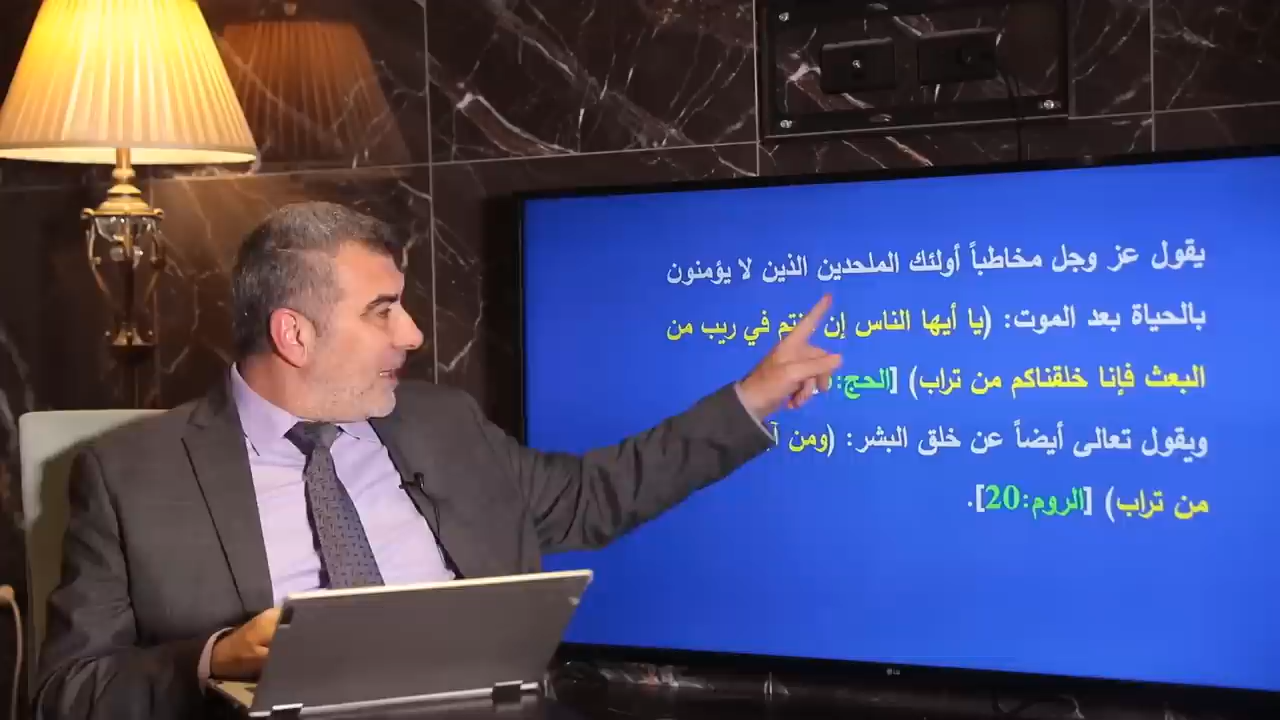 يقول عز وجل مخاطباً أولئك الملحدين الذين لا يؤمنون
بالحياة بعد الموت: (يا أيها الناس إن في ريب من
البعث فإنا خلقناكم من تراب) [الحج:
ويقول تعالى أيضاً عن خلق البشر: (ومن
من تراب) [الروم:20].
LG